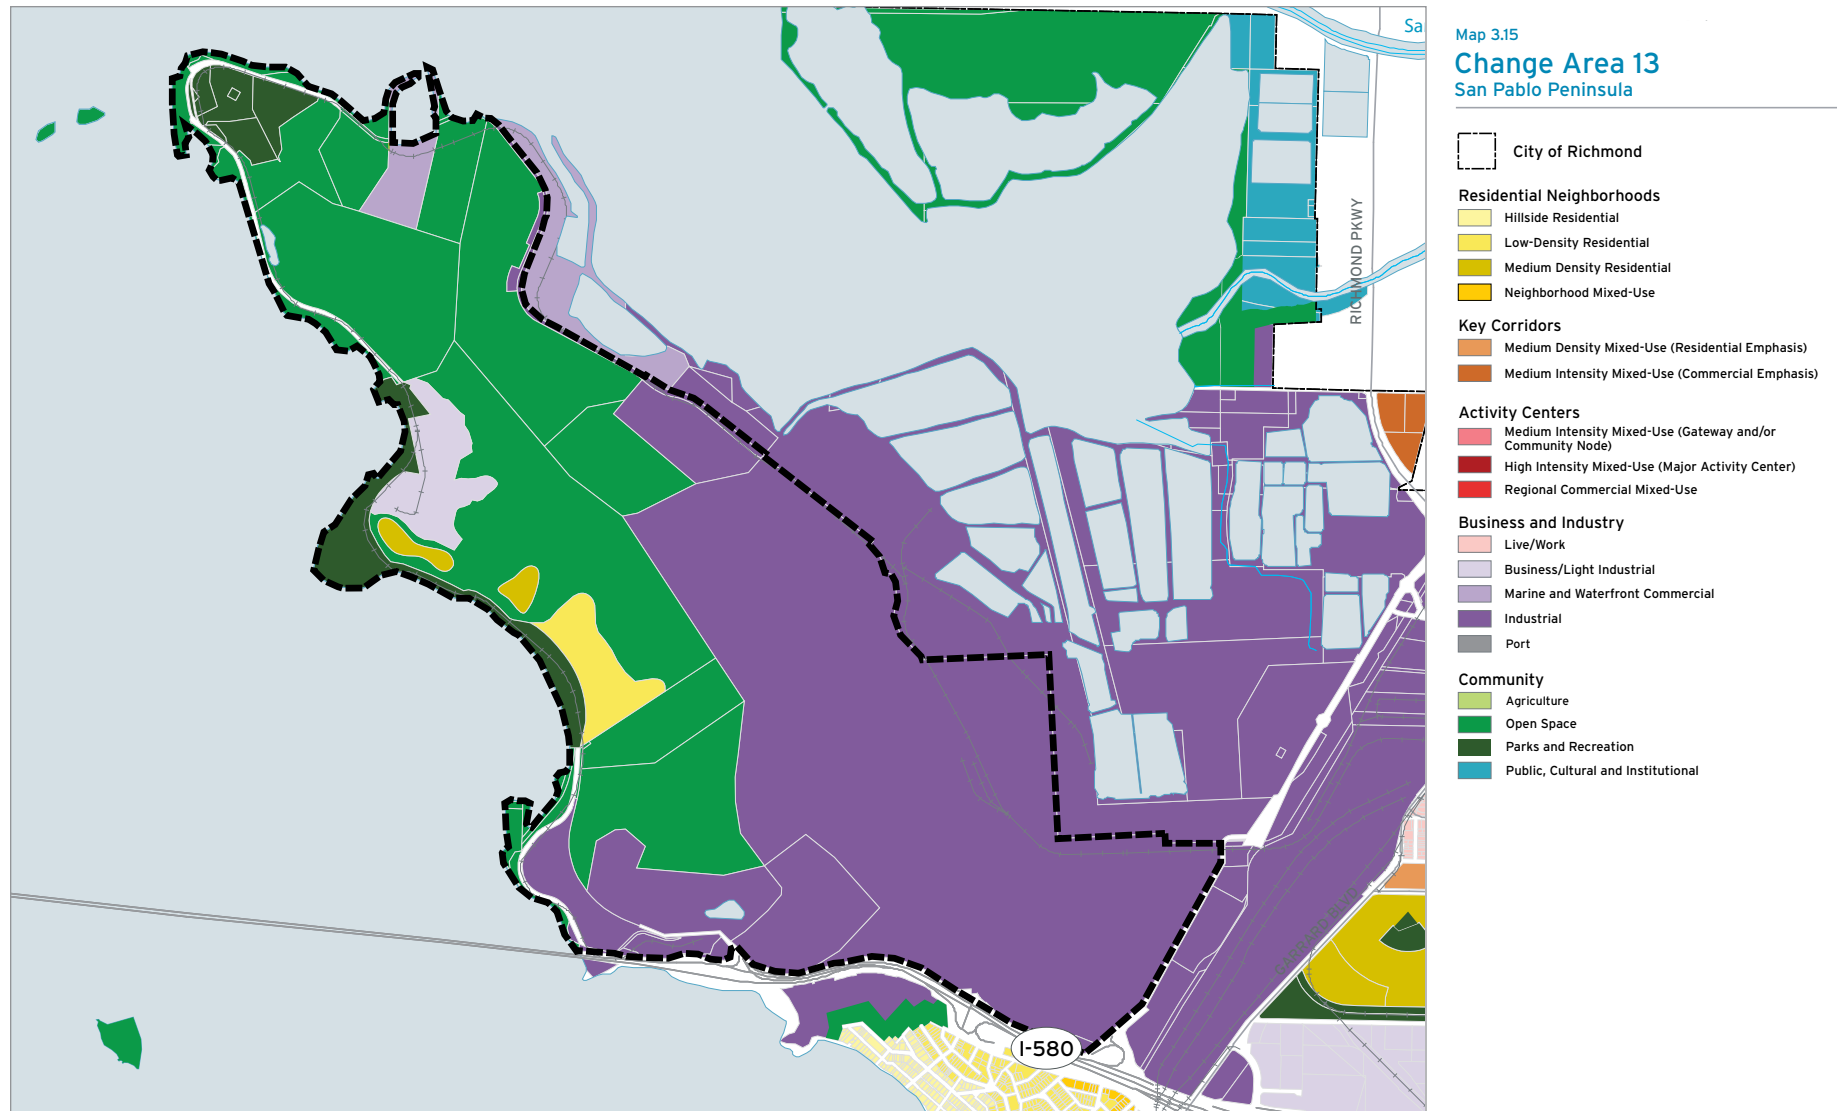 Sa
RICHMOND PKWY
I-580
Map 3.15
Change Area 13
San Pablo Peninsula
City of Richmond
Residential Neighborhoods
Hillside Residential
Low-Density Residential
Medium Density Residential
Neighborhood Mixed-Use
Key Corridors
Medium Density Mixed-Use (Residential Emphasis)
Medium Intensity Mixed-Use (Commercial Emphasis)
Activity Centers
Medium Intensity Mixed-Use (Gateway and/or
Community Node)
High Intensity Mixed-Use (Major Activity Center)
Regional Commercial Mixed-Use
Business and Industry
Live/Work
Business/Light Industrial
Marine and Waterfront Commercial
Industrial
Port
Community
Agriculture
Open Space
Parks and Recreation
Public, Cultural and Institutional